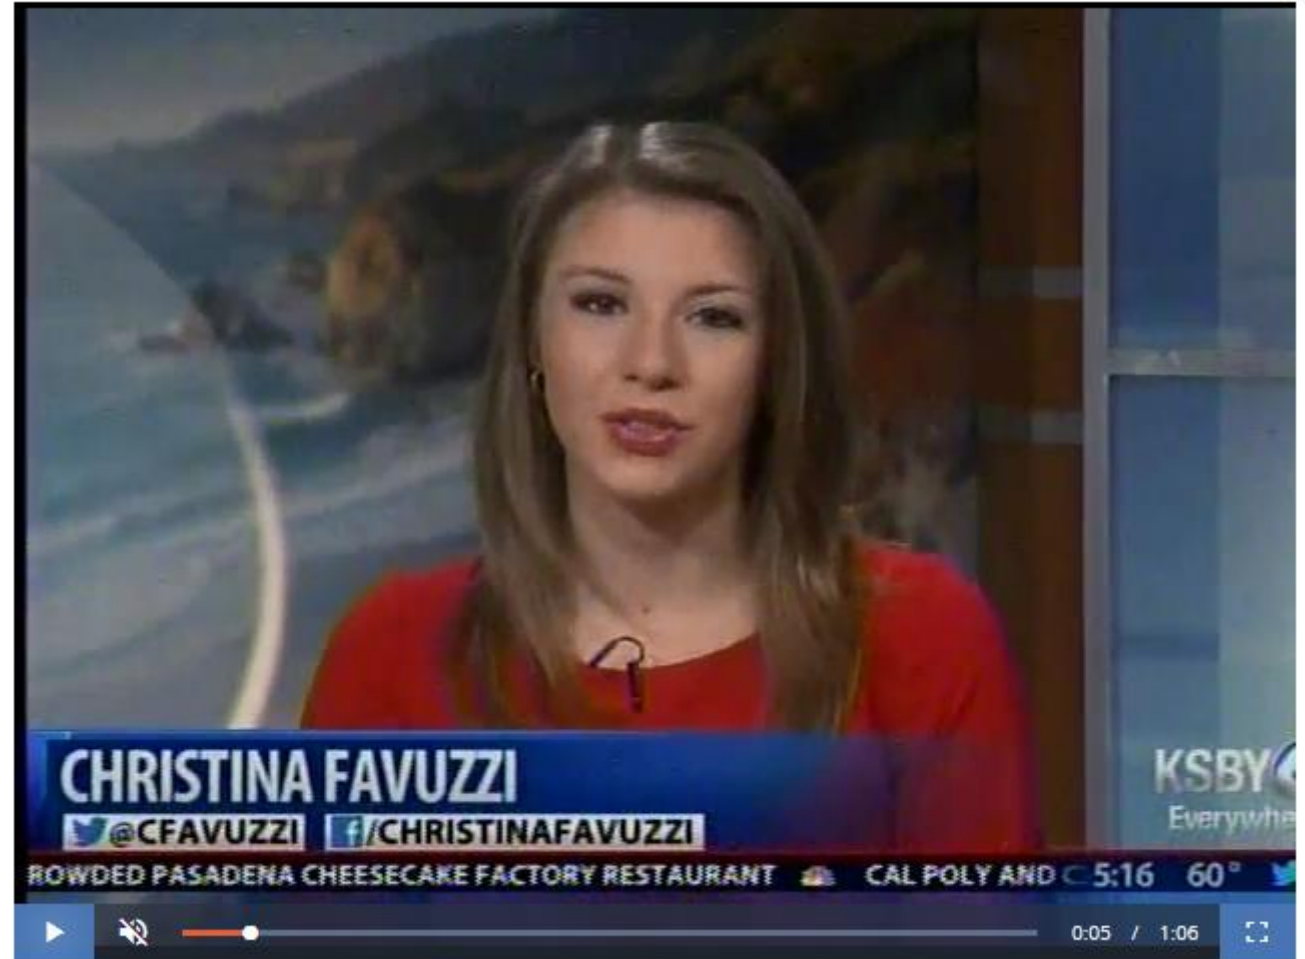 CHRISTINA FAVUZZI
@CFAVUZZI f/CHRISTINAFAVUZZI
KSBY
Everywhe
ROWDED PASADENA CHEESECAKE FACTORY RESTAURANT CAL POLY AND C 5:16 60°
0:05 / 1:06